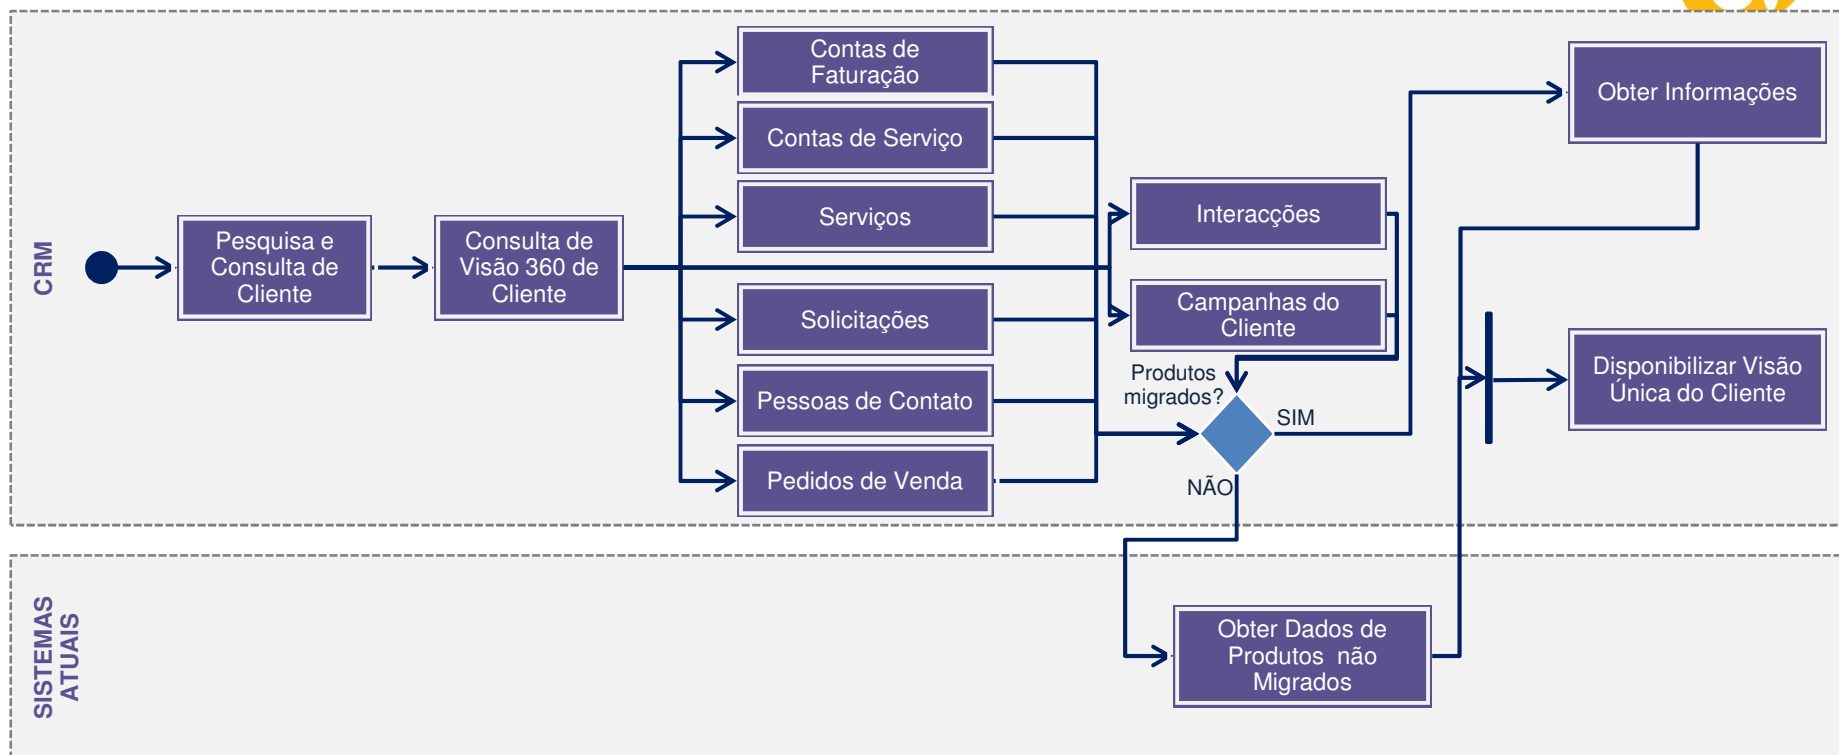 CRM
Pesquisa e
Consulta de
Cliente
Consulta de
Visão 360 de
Cliente
Contas de
Faturação
Contas de Serviço
Serviços
Solicitações
Pessoas de Contato
Pedidos de Venda
Interacções
Campanhas do
Cliente
Produtos
migrados?
SIM
NÃO
Obter Informações
Disponibilizar Visão
Única do Cliente
SISTEMAS
ATUAIS
Obter Dados de
Produtos não
Migrados